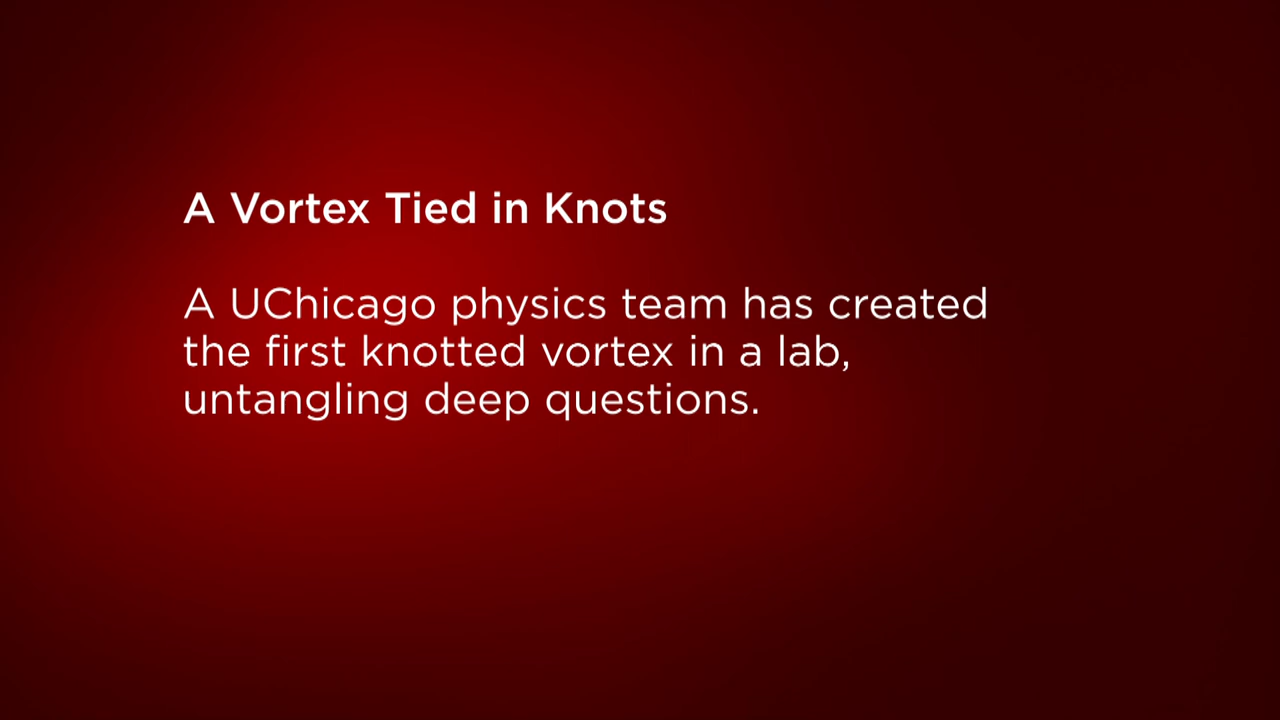 A Vortex Tied in Knots
A UChicago physics team has created
the first knotted vortex in a lab,
untangling deep questions.